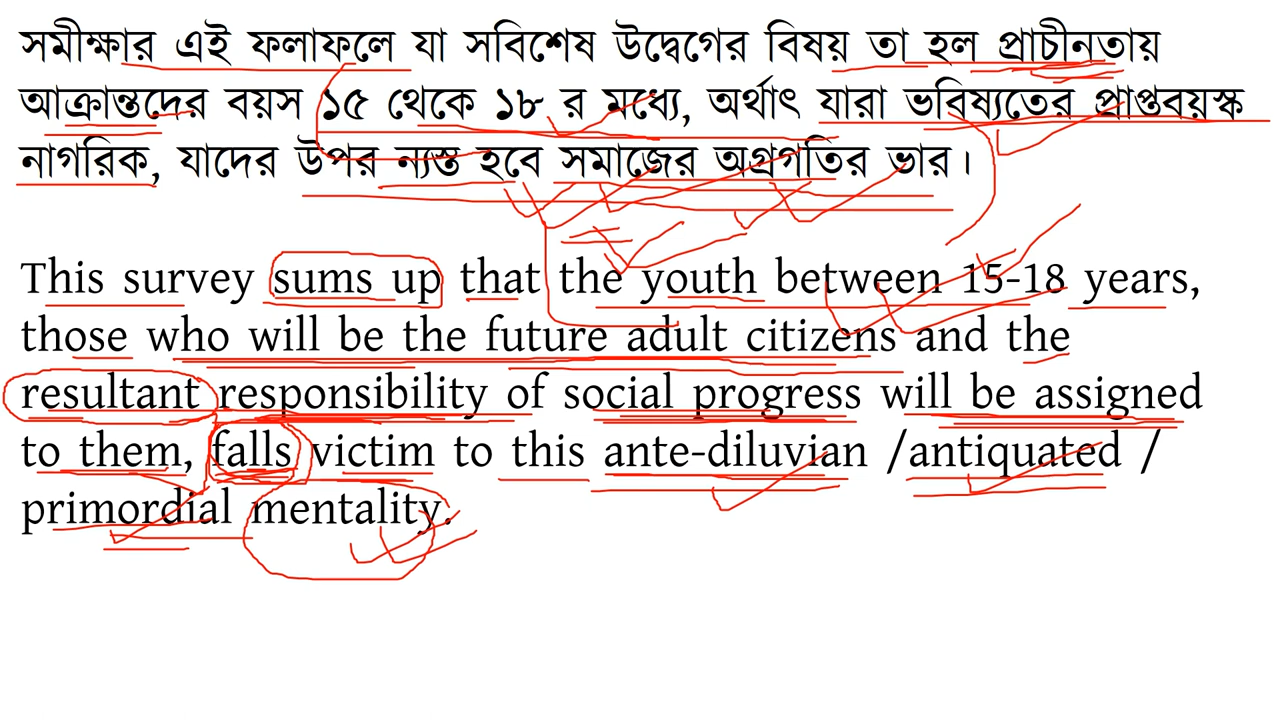 সমীক্ষার এই ফলাফলে যা সবিশেষ উদ্বেগের বিষয় তা হল প্রাচীনতায়
আক্রান্তদের বয়স ১৫ থেকে ১৮ র মধ্যে, অর্থাৎ যারা ভবিষ্যতের প্রাপ্তবয়স্ক
নাগরিক, যাদের উপর ন্যস্ত হবে সমাজের অগ্রগতির ভার।
This survey sums up that the youth between 15-18 years,
those who will be the future adult citizens and the
resultant responsibility of social progress will be assigned
to them, falls victim to this ante-diluvian /antiquated /
primordial mentality.